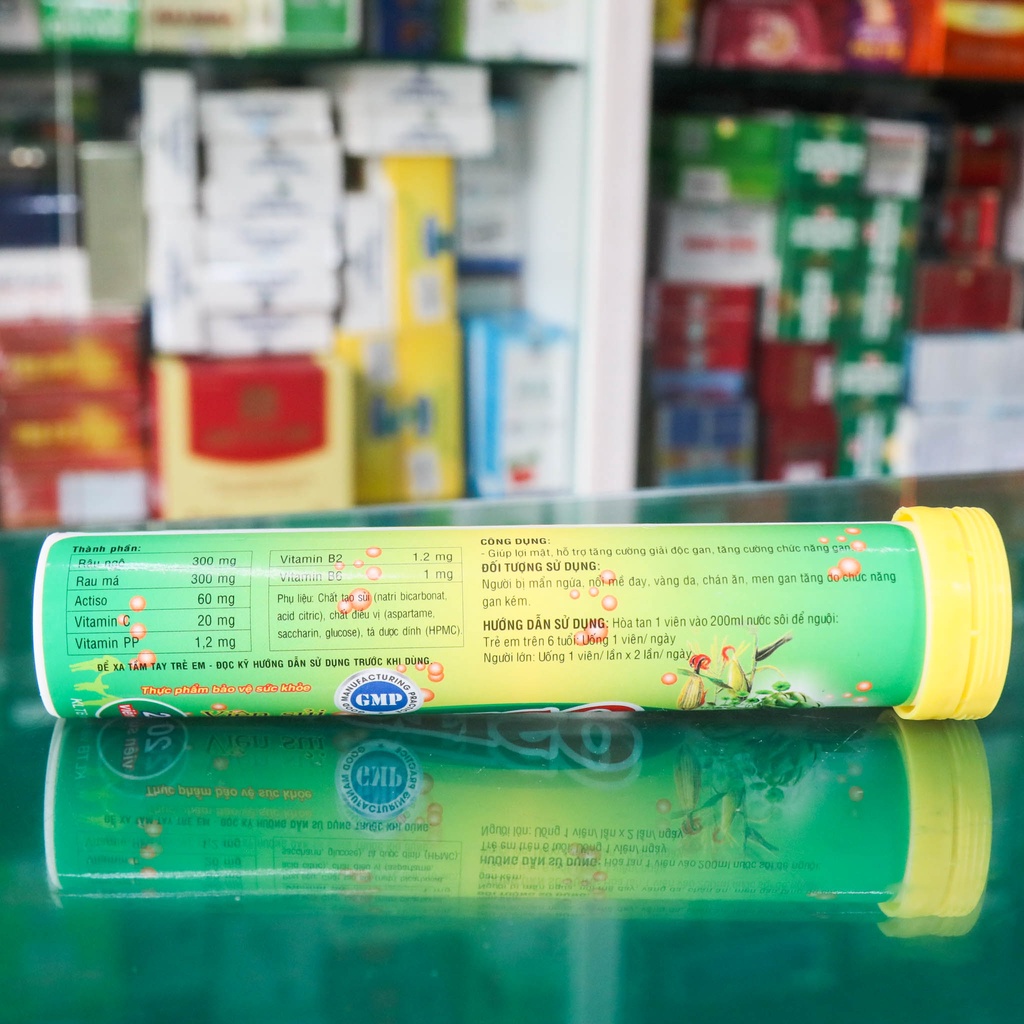 Thành phần:
Râu ngô 300 mg
Rau má 300 mg
Actiso 60 mg
Vitamin C 20 mg
Vitamin PP 1,2 mg
Vitamin B2 1.2 mg
Vitamin B6 1 mg
Phụ liệu: Chất tạo sủi (natri bicarbonat,
acid citric), chất điều vị (aspartame,
saccharin, glucose), tá dược dính (HPMC)
ĐỂ XA TẦM TAY TRẺ EM - ĐỌC KỸ HƯỚNG DẪN SỬ DỤNG TRƯỚC KHI DÙNG.
Thực phẩm bảo vệ sức khỏe
Viên sủi
20
viên
GOOD MANUFACTURING PRACTICE
GMP
CÔNG DỤNG:
- Giúp lợi mật, hỗ trợ tăng cường giải độc gan, tăng cường chức năng gan
ĐỐI TƯỢNG SỬ DỤNG:
Người bị mẩn ngứa, nổi mề đay, vàng da, chán ăn, men gan tăng do chức năng
gan kém.
HƯỚNG DẪN SỬ DỤNG: Hòa tan 1 viên vào 200ml nước sôi để nguội:
Trẻ em trên 6 tuổi: Uống 1 viên/ ngày
Người lớn: Uống 1 viên/ lần x 2 lần/ ngày